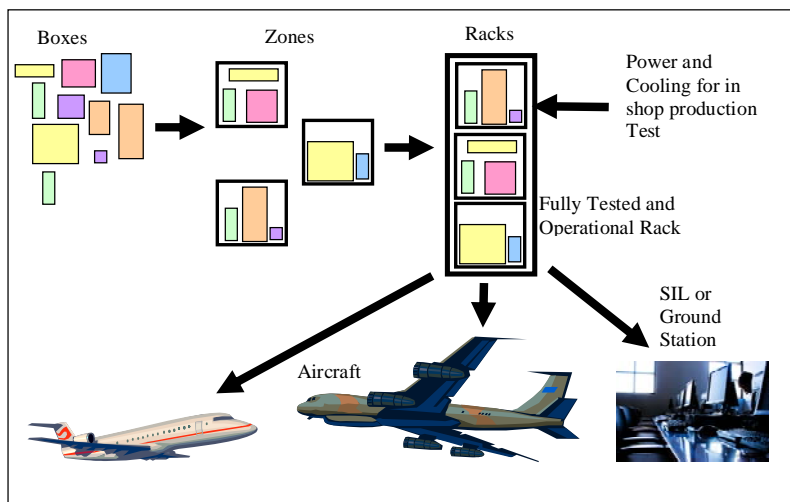 Boxes
Zones
Racks
Power and
Cooling for in
shop production
Test
Fully Tested and
Operational Rack
SIL or
Ground
Station
Aircraft